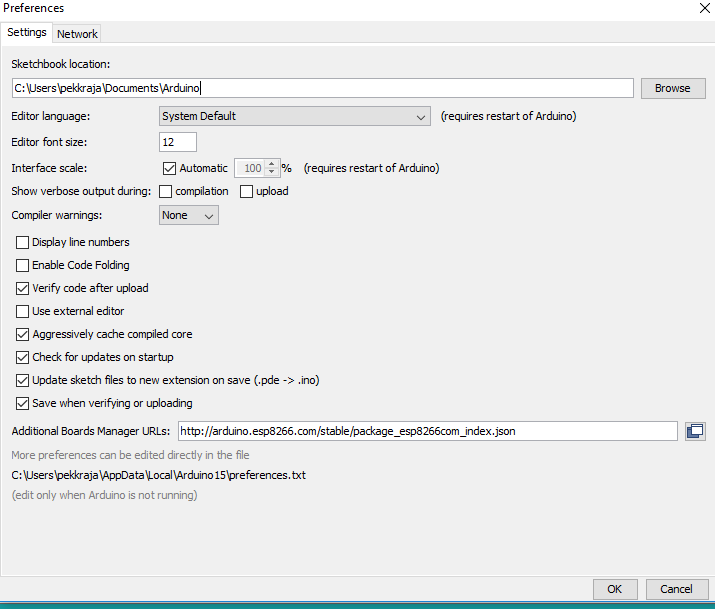 Preferences
Settings Network
Sketchbook location:
C:\Users\pekkraja\Documents\Arduino Browse
Editor language: System Default (requires restart of Arduino)
Editor font size: 12
Interface scale: Automatic 100 % (requires restart of Arduino)
Show verbose output during: compilation upload
Compiler warnings: None
Display line numbers
Enable Code Folding
Verify code after upload
Use external editor
Aggressively cache compiled core
Check for updates on startup
Update sketch files to new extension on save (.pde -> .ino)
Save when verifying or uploading
Additional Boards Manager URLs: http://arduino.esp8266.com/stable/package_esp8266com_index.json
More preferences can be edited directly in the file
C:\Users\pekkraja\AppData\Local\Arduino15\preferences.txt
(edit only when Arduino is not running)
OK Cancel